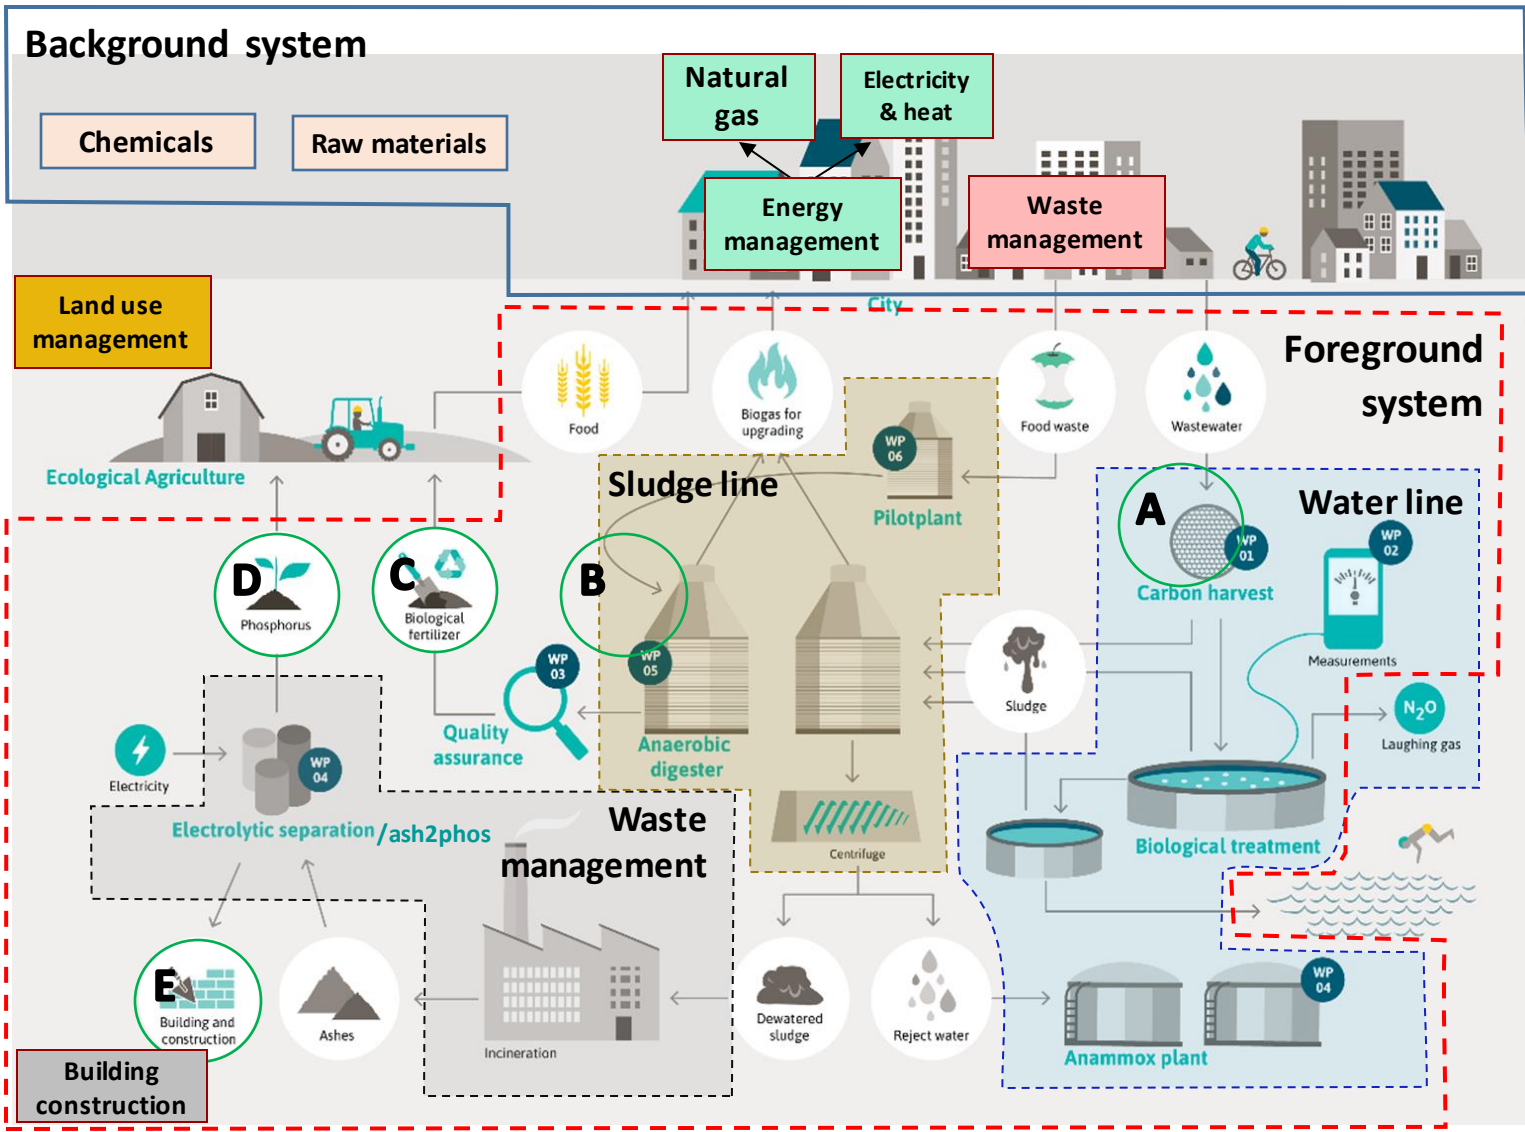 Background system
Chemicals
Raw materials
Natural
gas
Electricity
& heat
Energy
management
Waste
management
City
Land use
management
Foreground
system
Food
Biogas for
upgrading
Food waste
Wastewater
Ecological Agriculture
WP
06
Pilotplant
Sludge line
Water line
A
WP
01
WP
02
Carbon harvest
Measurements
B
C
D
Phosphorus
Biological
fertilizer
WP
03
WP
05
Quality
assurance
Anaerobic
digester
Sludge
N2O
Laughing gas
Electricity
WP
04
Electrolytic separation/ash2phos
Waste
management
Centrifuge
Biological treatment
E
Building and
construction
Ashes
Incineration
Dewatered
sludge
Reject water
WP
04
Anammox plant
Building
construction